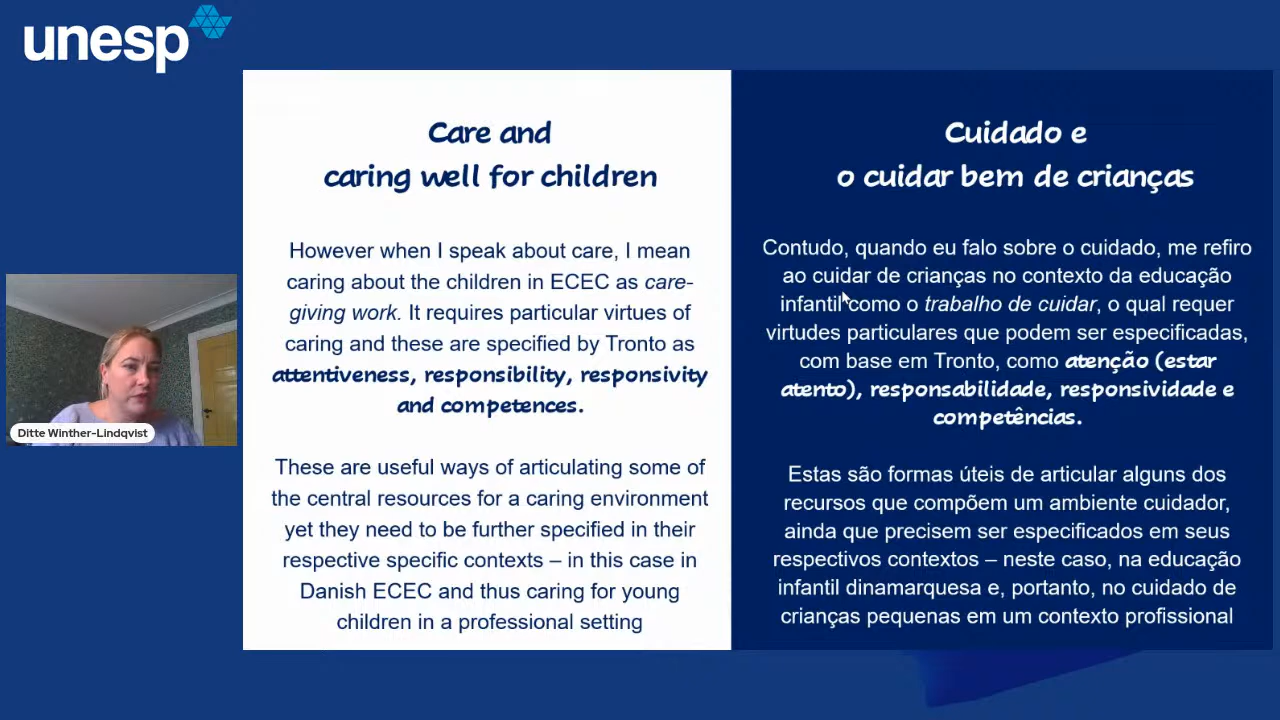 unesp
Care and
caring well for children
However when I speak about care, I mean
caring about the children in ECEC as care-
giving work. It requires particular virtues of
caring and these are specified by Tronto as
attentiveness, responsibility, responsivity
and competences.
These are useful ways of articulating some of
the central resources for a caring environment
yet they need to be further specified in their
respective specific contexts – in this case in
Danish ECEC and thus caring for young
children in a professional setting
Cuidado e
o cuidar bem de crianças
Contudo, quando eu falo sobre o cuidado, me refiro
ao cuidar de crianças no contexto da educação
infantil como o trabalho de cuidar, o qual requer
virtudes particulares que podem ser especificadas,
com base em Tronto, como atenção (estar
atento), responsabilidade, responsividade e
competências.
Estas são formas úteis de articular alguns dos
recursos que compõem um ambiente cuidador,
ainda que precisem ser especificados em seus
respectivos contextos – neste caso, na educação
infantil dinamarquesa e, portanto, no cuidado de
crianças pequenas em um contexto profissional
Ditte Winther-Lindqvist